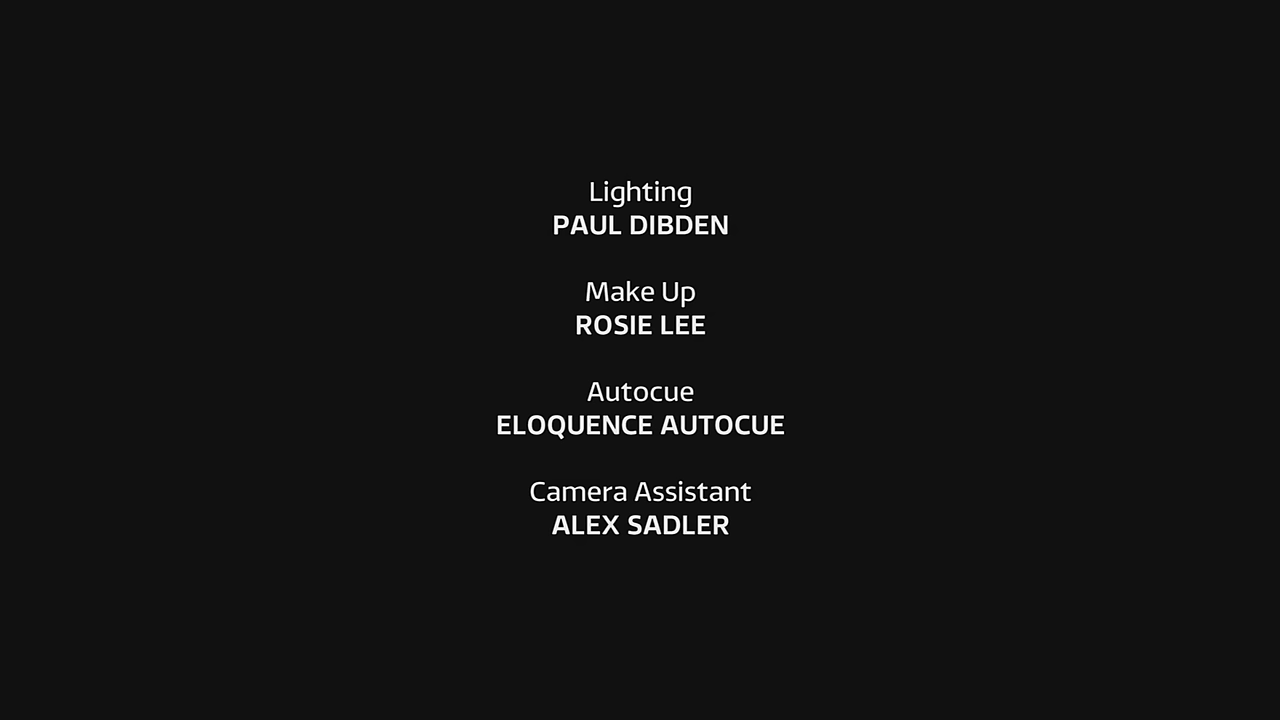 Lighting
PAUL DIBDEN
Make Up
ROSIE LEE
Autocue
ELOQUENCE AUTOCUE
Camera Assistant
ALEX SADLER